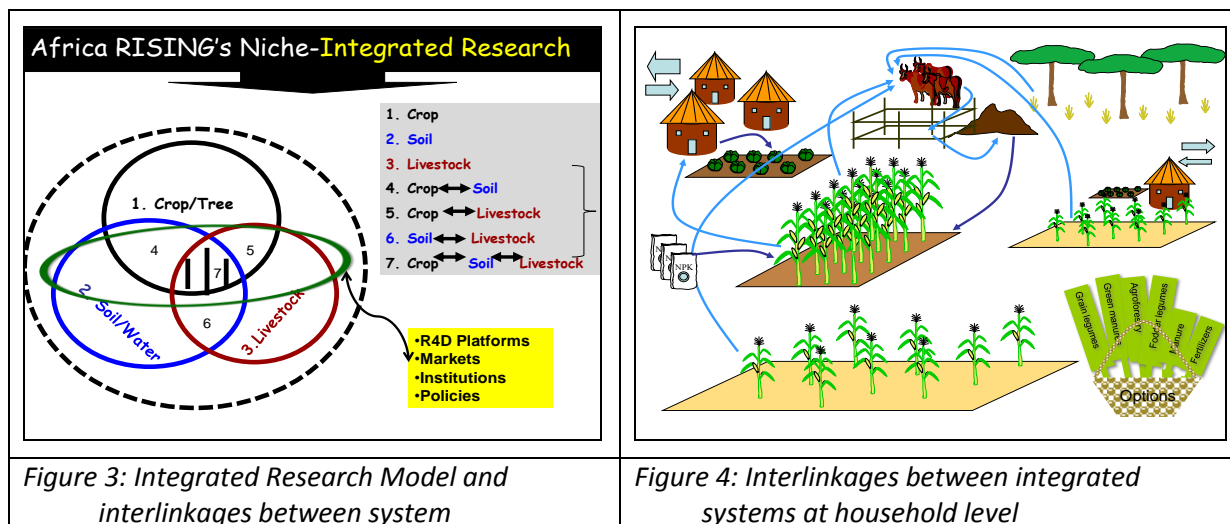 Africa RISING's Niche-Integrated Research
1. Crop
2. Soil
3. Livestock
4. Crop Soil
5. Crop Livestock
6. Soil Livestock
7. Crop Soil Livestock
1. Crop/Tree
4
5
7
2. Soil/Water
6
3.Livestock
•R4D Platforms
•Markets
•Institutions
•Policies
Figure 3: Integrated Research Model and
interlinkages between system
NPK
Grain legumes
Green manures
Agroforestry
Fodder legumes
Manure
Fertilizers
Options
Figure 4: Interlinkages between integrated
systems at household level